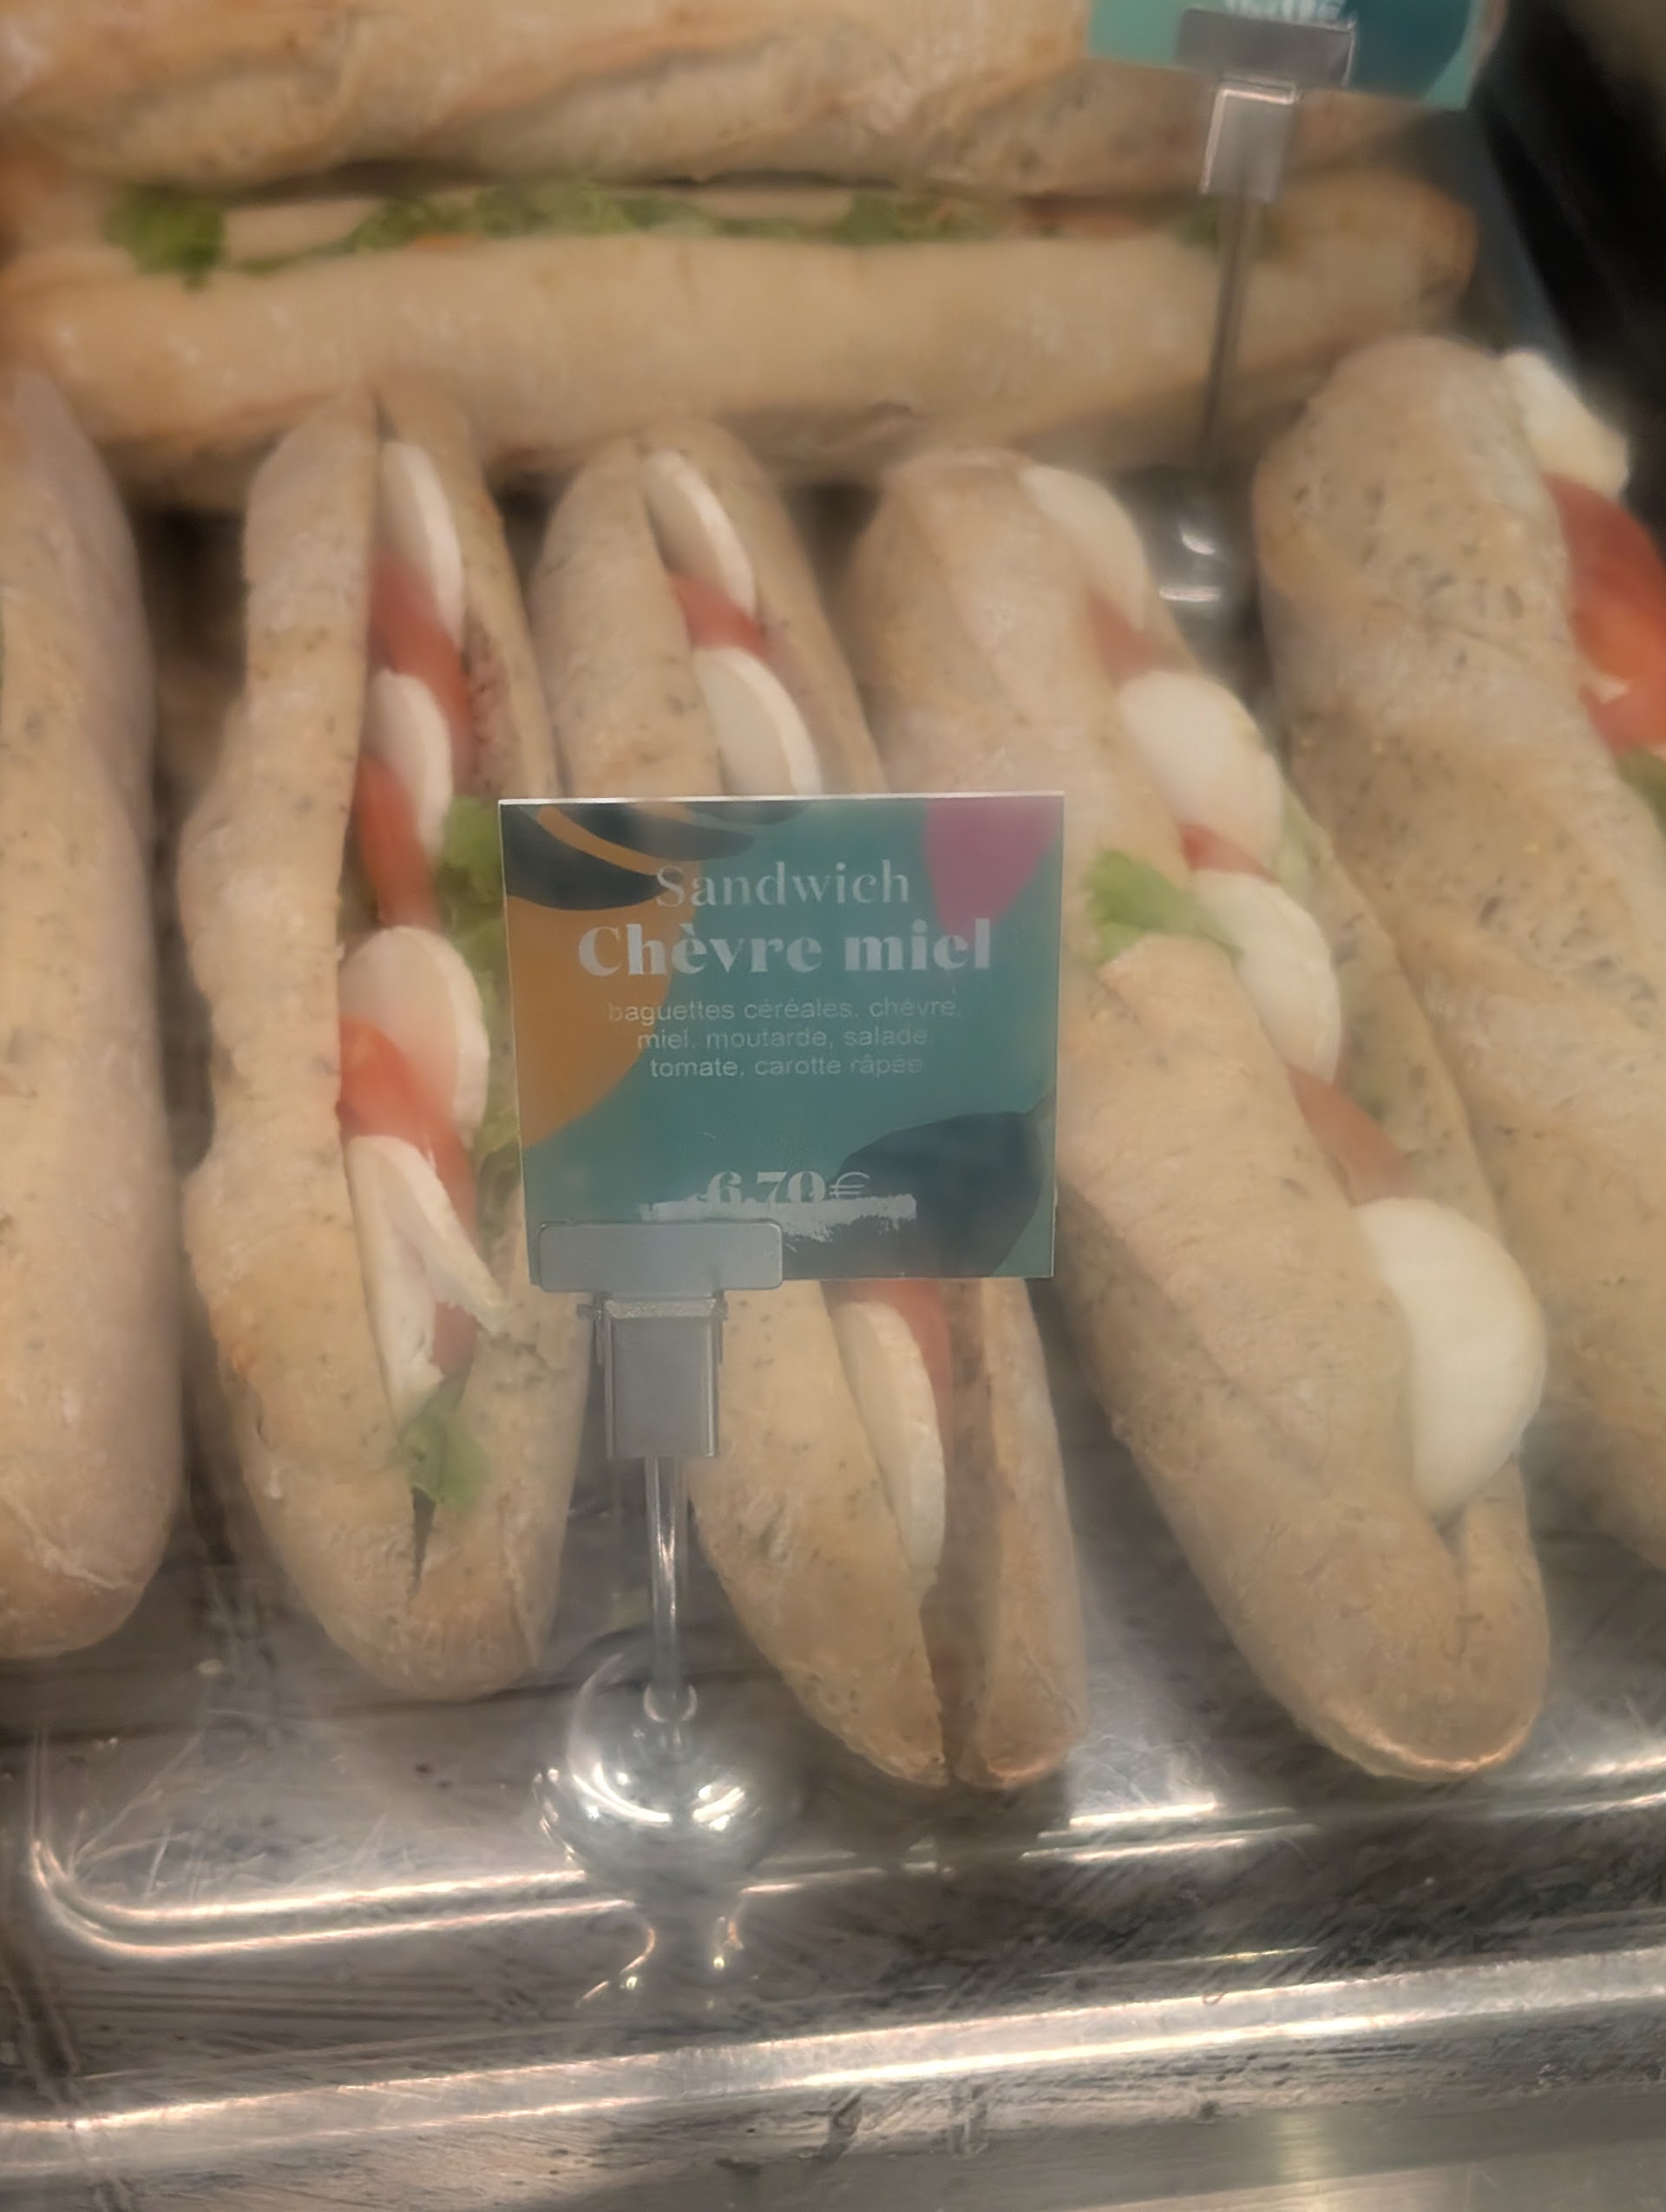 Sandwich
Chèvre miel
baguettes céréales, chèvre,
miel, moutarde, salade
tomate, carotte râpée
6.70€